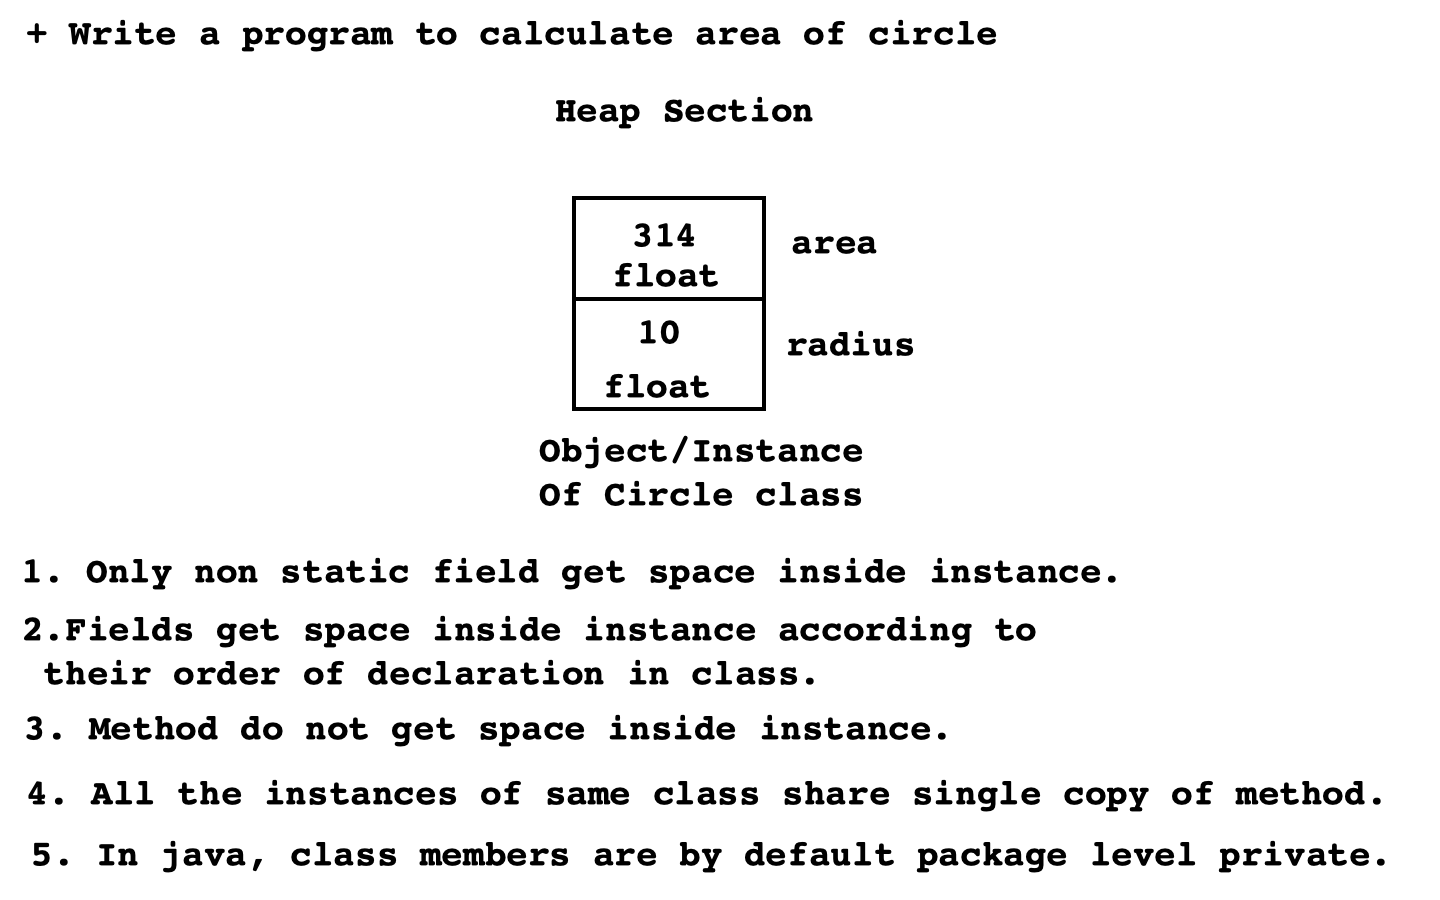 + Write a program to calculate area of circle
Heap Section
314
float
area
10
float
radius
Object/Instance
Of Circle class
1. Only non static field get space inside instance.
2.Fields get space inside instance according to
their order of declaration in class.
3. Method do not get space inside instance.
4. All the instances of same class share single copy of method.
5. In java, class members are by default package level private.